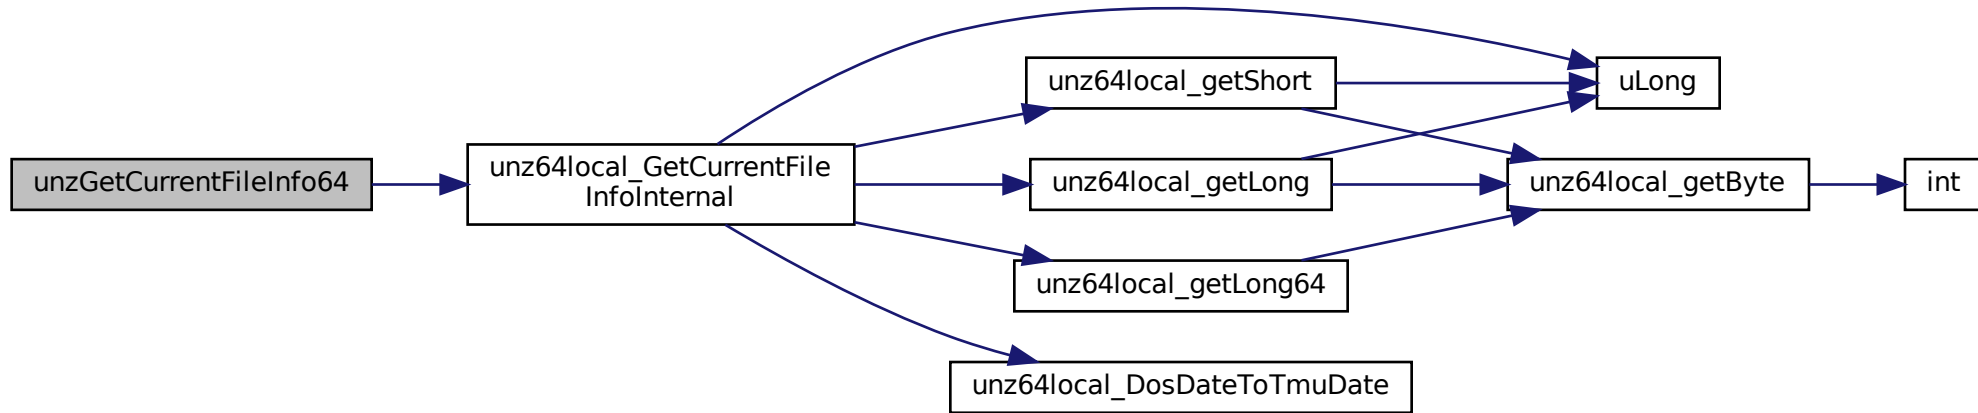 unzGetCurrentFileInfo64
unz64local_GetCurrentFile
InfoInternal
unz64local_getShort
unz64local_getLong
unz64local_getLong64
unz64local_DosDateToTmuDate
uLong
unz64local_getByte
int